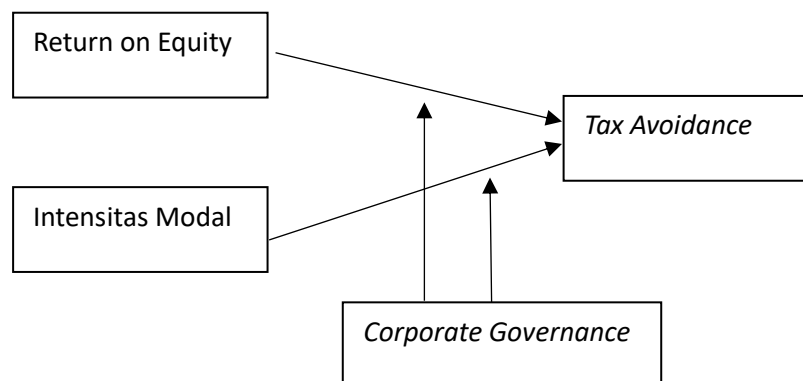 Return on Equity
Tax Avoidance
Intensitas Modal
Corporate Governance